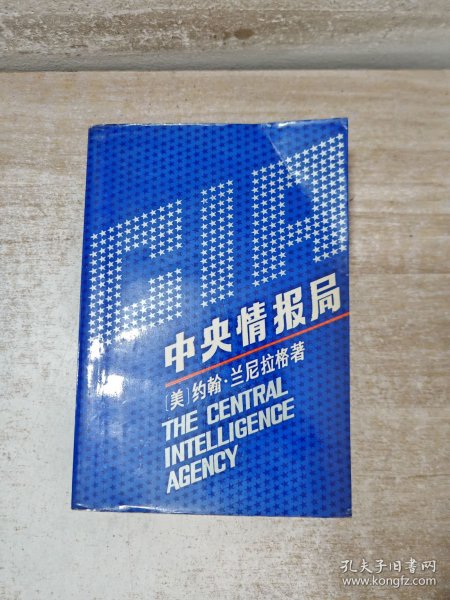 CIA
中央情报局
〔美〕约翰·兰尼拉格著
THE CENTRAL
INTELLIGENCE
AGENCY
孔夫子旧书网
www.kongfz.com